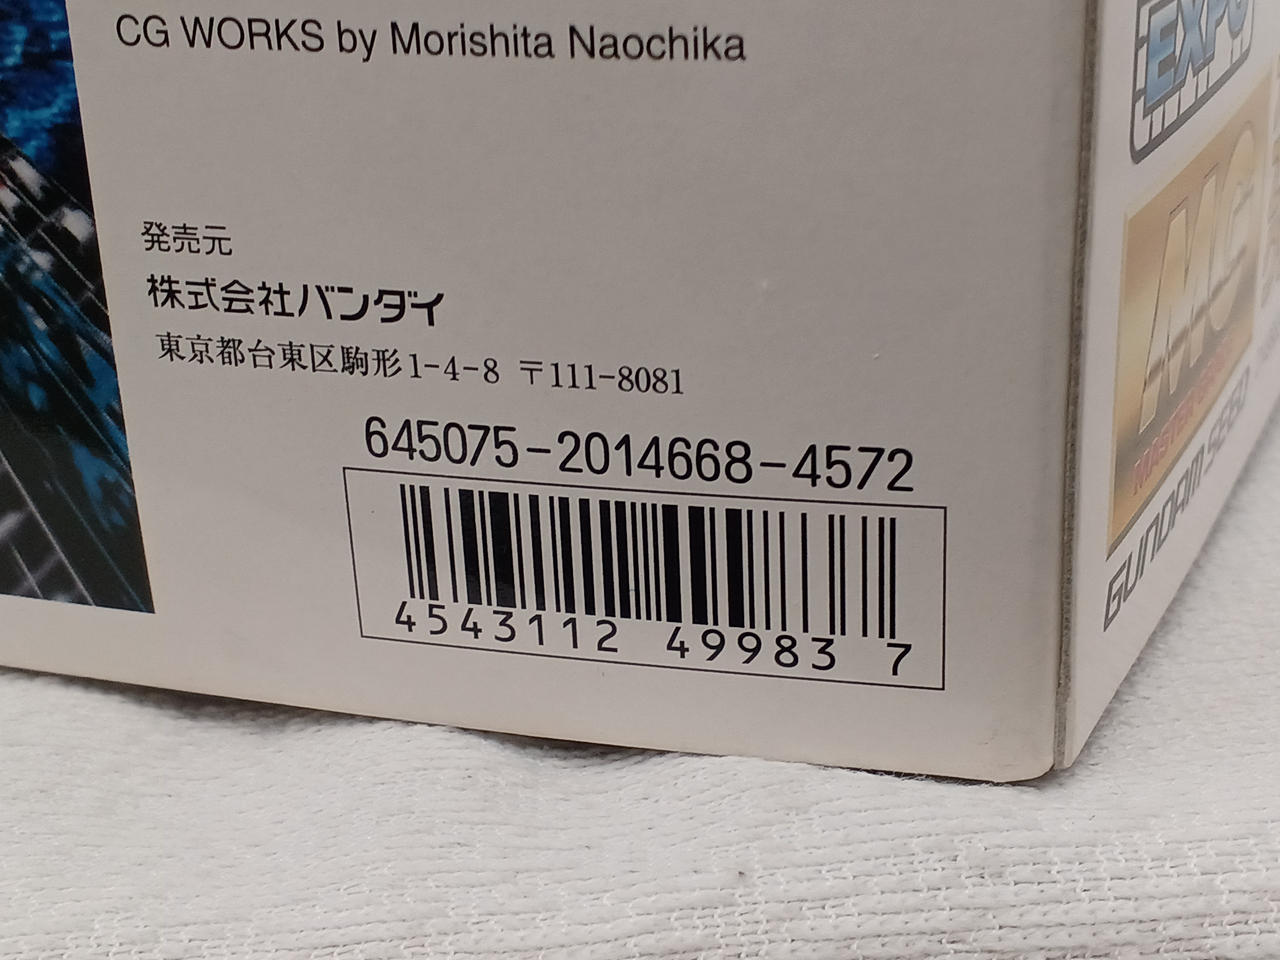 CG WORKS by Morishita Naochika
発売元
株式会社バンダイ
東京都台東区駒形1-4-8 〒111-8081
645075-2014668-4572
4543112 49983 7
EXPO
MG
MASTER GRADE
GUNDAM SEED